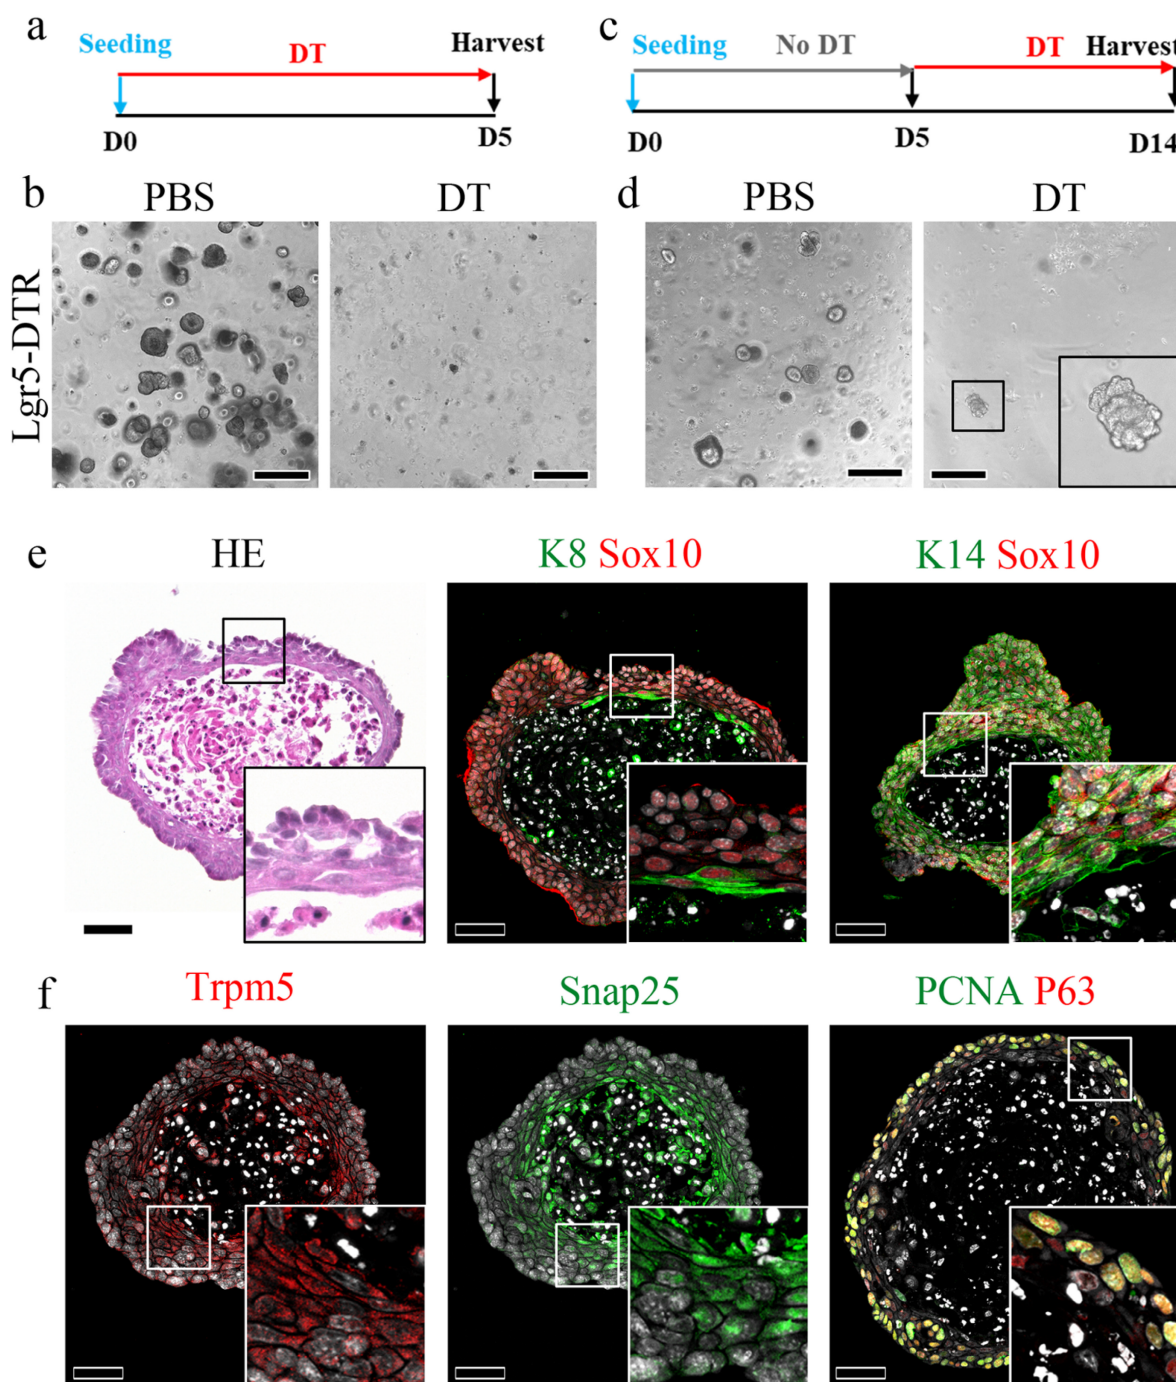 a
Seeding
DT
Harvest
D0
D5
c
Seeding
No DT
DT
Harvest
D0
D5
D14
b
PBS
DT
d
PBS
DT
Lgr5-DTR
e
HE
K8 Sox10
K14 Sox10
f
Trpm5
Snap25
PCNA P63